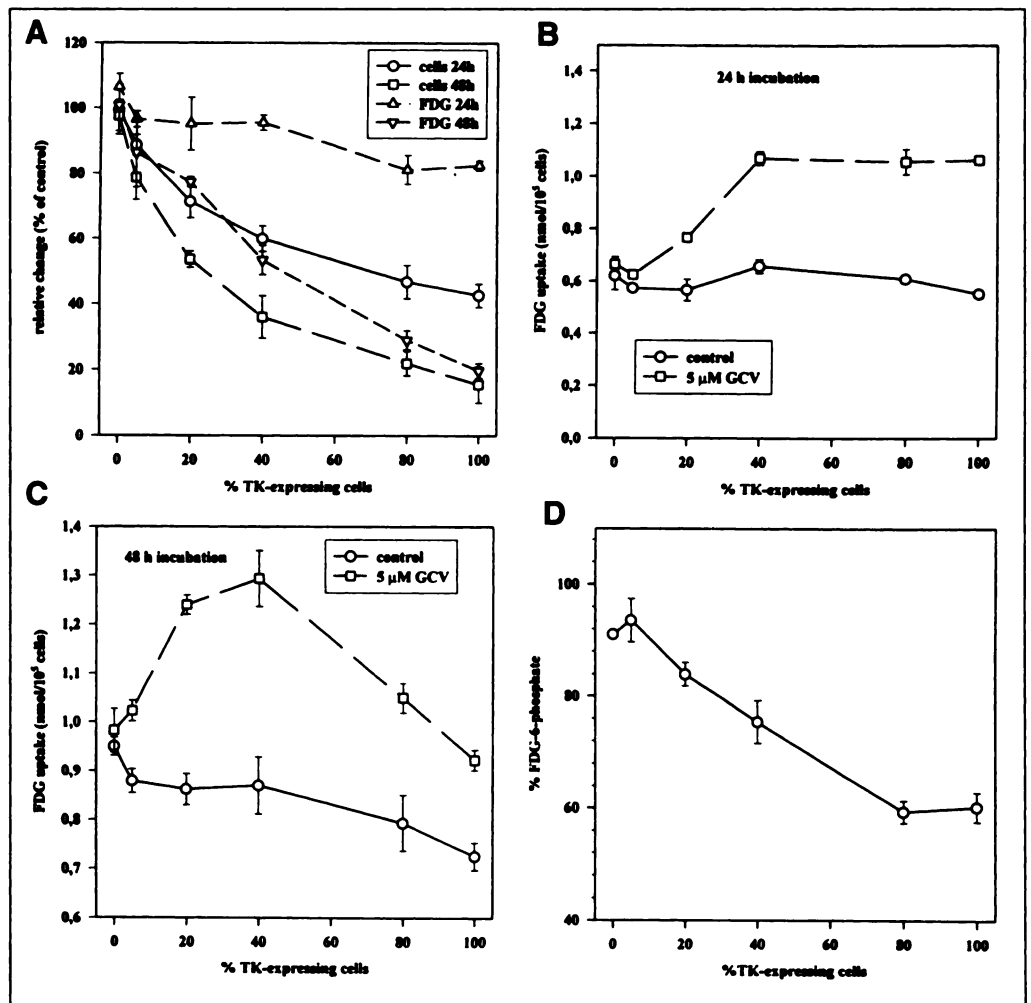 A
120
100
80
60
40
20
0
relative change (% of control)
cells 24h
cells 48h
FDG 24h
FDG 48h
0 20 40 60 80 100
% TK-expressing cells
B
24 h incubation
1,4
1,2
1,0
0,8
0,6
0,4
0,2
0,0
FDG uptake (nmol/10⁵ cells)
control
5 µM GCV
0 20 40 60 80 100
% TK-expressing cells
C
48 h incubation
control
5 µM GCV
1,4
1,3
1,2
1,1
1,0
0,9
0,8
0,7
0,6
FDG uptake (nmol/10⁵ cells)
0 20 40 60 80 100
% TK-expressing cells
D
100
80
60
40
% FDG-6-phosphate
0 20 40 60 80 100
%TK-expressing cells